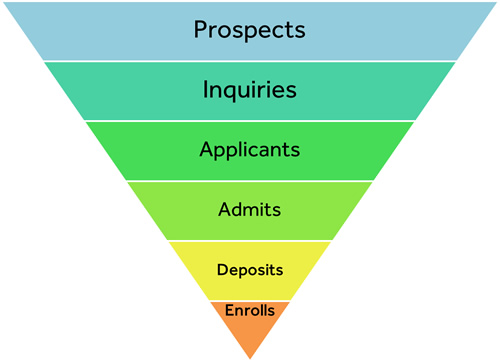 Prospects
Inquiries
Applicants
Admits
Deposits
Enrolls